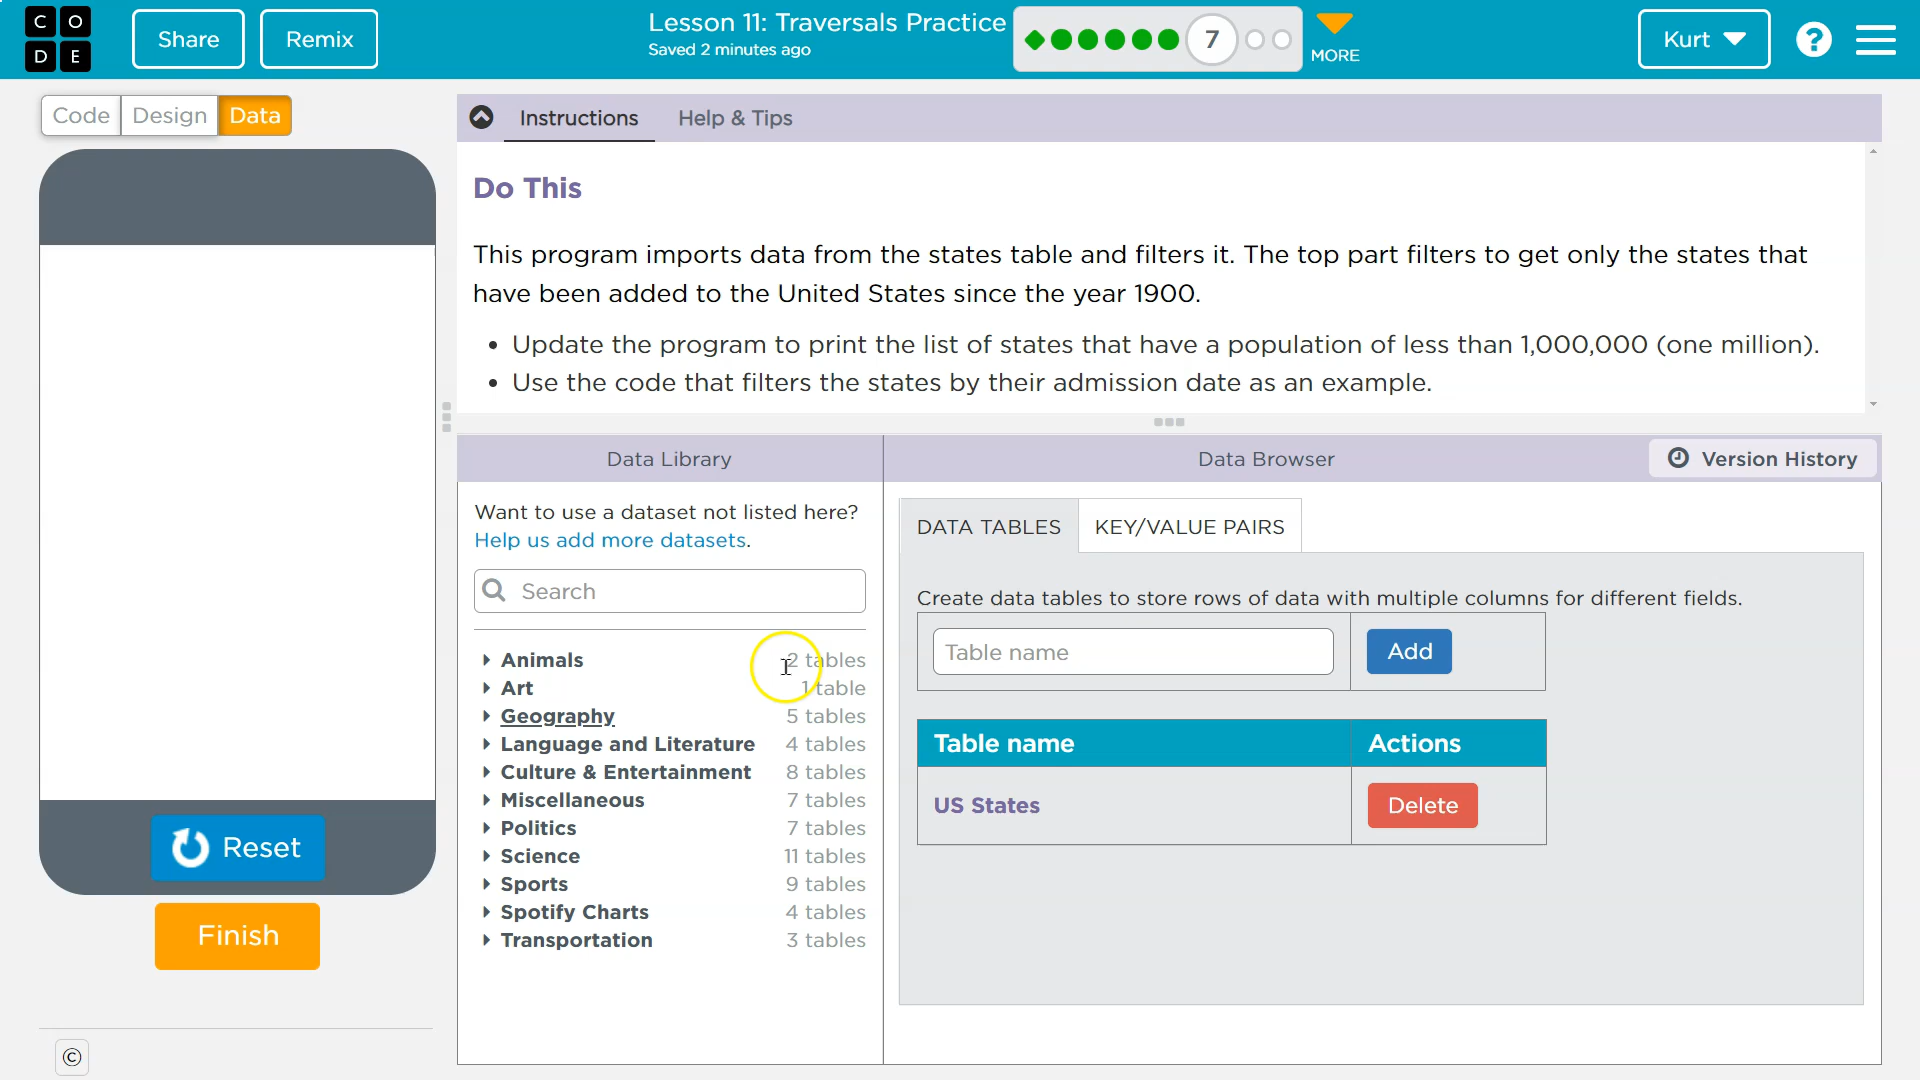 C O
D E
Share
Remix
Lesson 11: Traversals Practice
Saved 2 minutes ago
7
MORE
Kurt
?
Code
Design
Data
Instructions
Help & Tips
Do This
This program imports data from the states table and filters it. The top part filters to get only the states that
have been added to the United States since the year 1900.
• Update the program to print the list of states that have a population of less than 1,000,000 (one million).
• Use the code that filters the states by their admission date as an example.
Data Library
Data Browser
Version History
Want to use a dataset not listed here?
Help us add more datasets.
Search
Animals 2 tables
Art 1 table
Geography 5 tables
Language and Literature 4 tables
Culture & Entertainment 8 tables
Miscellaneous 7 tables
Politics 7 tables
Science 11 tables
Sports 9 tables
Spotify Charts 4 tables
Transportation 3 tables
DATA TABLES
KEY/VALUE PAIRS
Create data tables to store rows of data with multiple columns for different fields.
Table name
Add
Table name Actions
US States Delete
Reset
Finish
©